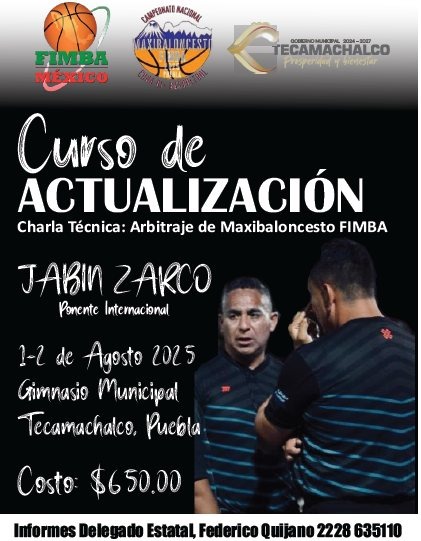 FIMBA
MÉXICO
CAMPEONATO NACIONAL
MAXIBALONCESTO
GOBIERNO MUNICIPAL 2024 - 2027
TECAMACHALCO
Prosperidad y bienestar
Curso de
ACTUALIZACIÓN
Charla Técnica: Arbitraje de Maxibaloncesto FIMBA
JABIN ZARCO
Ponente Internacional
1-2 de Agosto 2025
Gimnasio Municipal
Tecamachalco, Puebla
Costo: $650.00
Informes Delegado Estatal, Federico Quijano 2228 635110